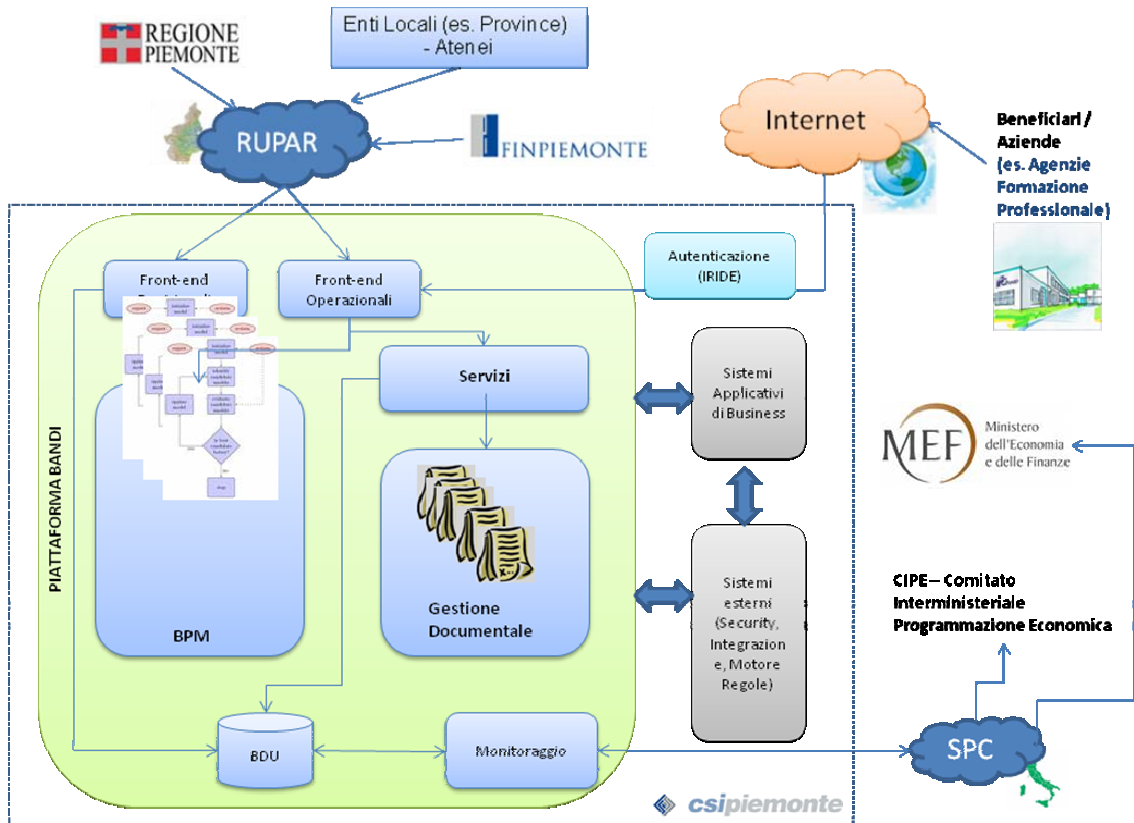 REGIONE
PIEMONTE
Enti Locali (es. Province)
- Atenei
RUPAR
FINPIEMONTE
Internet
Beneficiari /
Aziende
(es. Agenzie
Formazione
Professionale)
Autenticazione
(IRIDE)
Front-end
Front-end
Operazionali
Servizi
Sistemi
Applicativi
di Business
PIATTAFORMA BANDI
BPM
Gestione
Documentale
Sistemi
esterni
(Security,
Integrazion
e, Motore
Regole)
MEF
Ministero
dell'Economia
e delle Finanze
CIPE – Comitato
Interministeriale
Programmazione Economica
BDU
Monitoraggio
SPC
csipiemonte